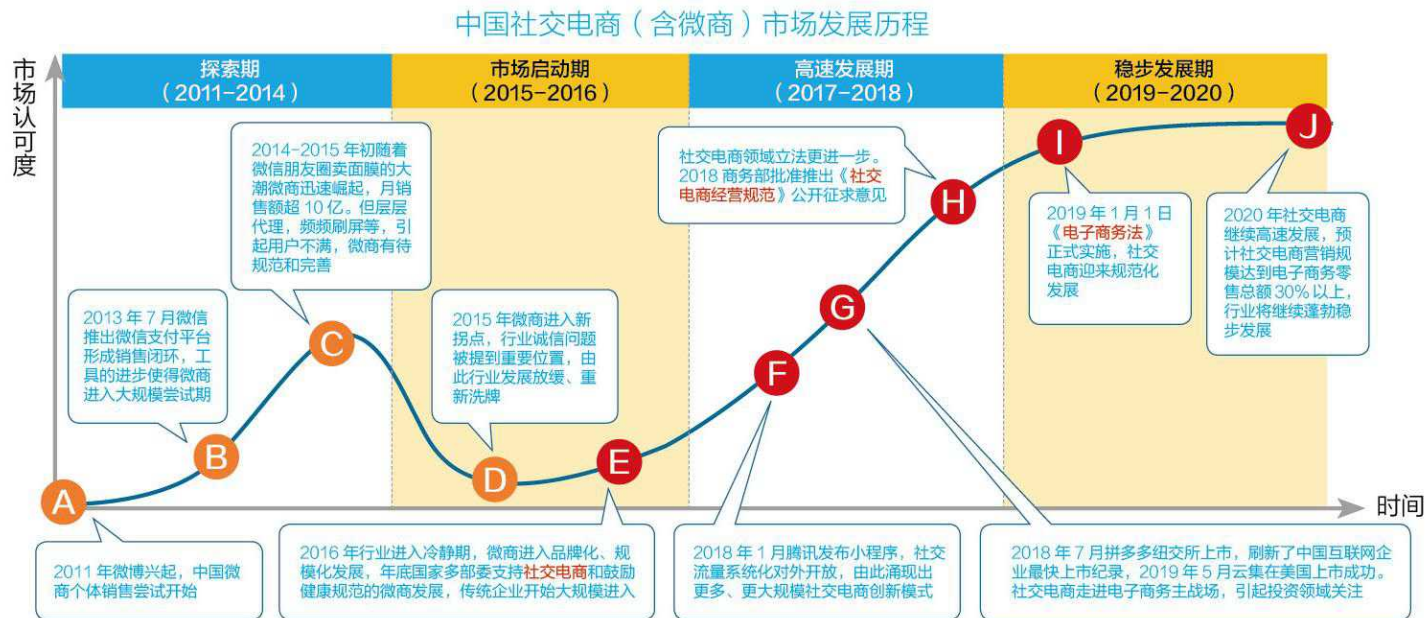 中国社交电商（含微商）市场发展历程
市场认可度
探索期
（2011-2014）
市场启动期
（2015-2016）
高速发展期
（2017-2018）
稳步发展期
（2019-2020）
2014-2015 年初随着
微信朋友圈卖面膜的大
潮微商迅速崛起，月销
售额超 10 亿。但层层
代理，频频刷屏等，引
起用户不满，微商有待
规范和完善
社交电商领域立法更进一步。
2018 商务部批准推出《社交
电商经营规范》公开征求意见
2019 年 1 月 1 日
《电子商务法》
正式实施，社交
电商迎来规范化
发展
2020 年社交电商
继续高速发展，预
计社交电商营销规
模达到电子商务零
售总额 30% 以上，
行业将继续蓬勃稳
步发展
2013 年 7 月微信
推出微信支付平台
形成销售闭环，工
具的进步使得微商
进入大规模尝试期
2015 年微商进入新
拐点，行业诚信问题
被提到重要位置，由
此行业发展放缓、重
新洗牌
A
B
C
D
E
F
G
H
I
J
时间
2011 年微博兴起，中国微
商个体销售尝试开始
2016 年行业进入冷静期，微商进入品牌化、规
模化发展，年底国家多部委支持社交电商和鼓励
健康规范的微商发展，传统企业开始大规模进入
2018 年 1 月腾讯发布小程序，社交
流量系统化对外开放，由此涌现出
更多、更大规模社交电商创新模式
2018 年 7 月拼多多纽交所上市，刷新了中国互联网企
业最快上市纪录，2019 年 5 月云集在美国上市成功。
社交电商走进电子商务主战场，引起投资领域关注